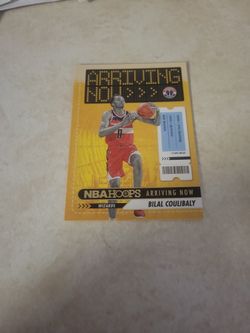 ARRIVING
NOW >>>
NBA HOOPS ARRIVING NOW
WIZARDS BILAL COULIBALY